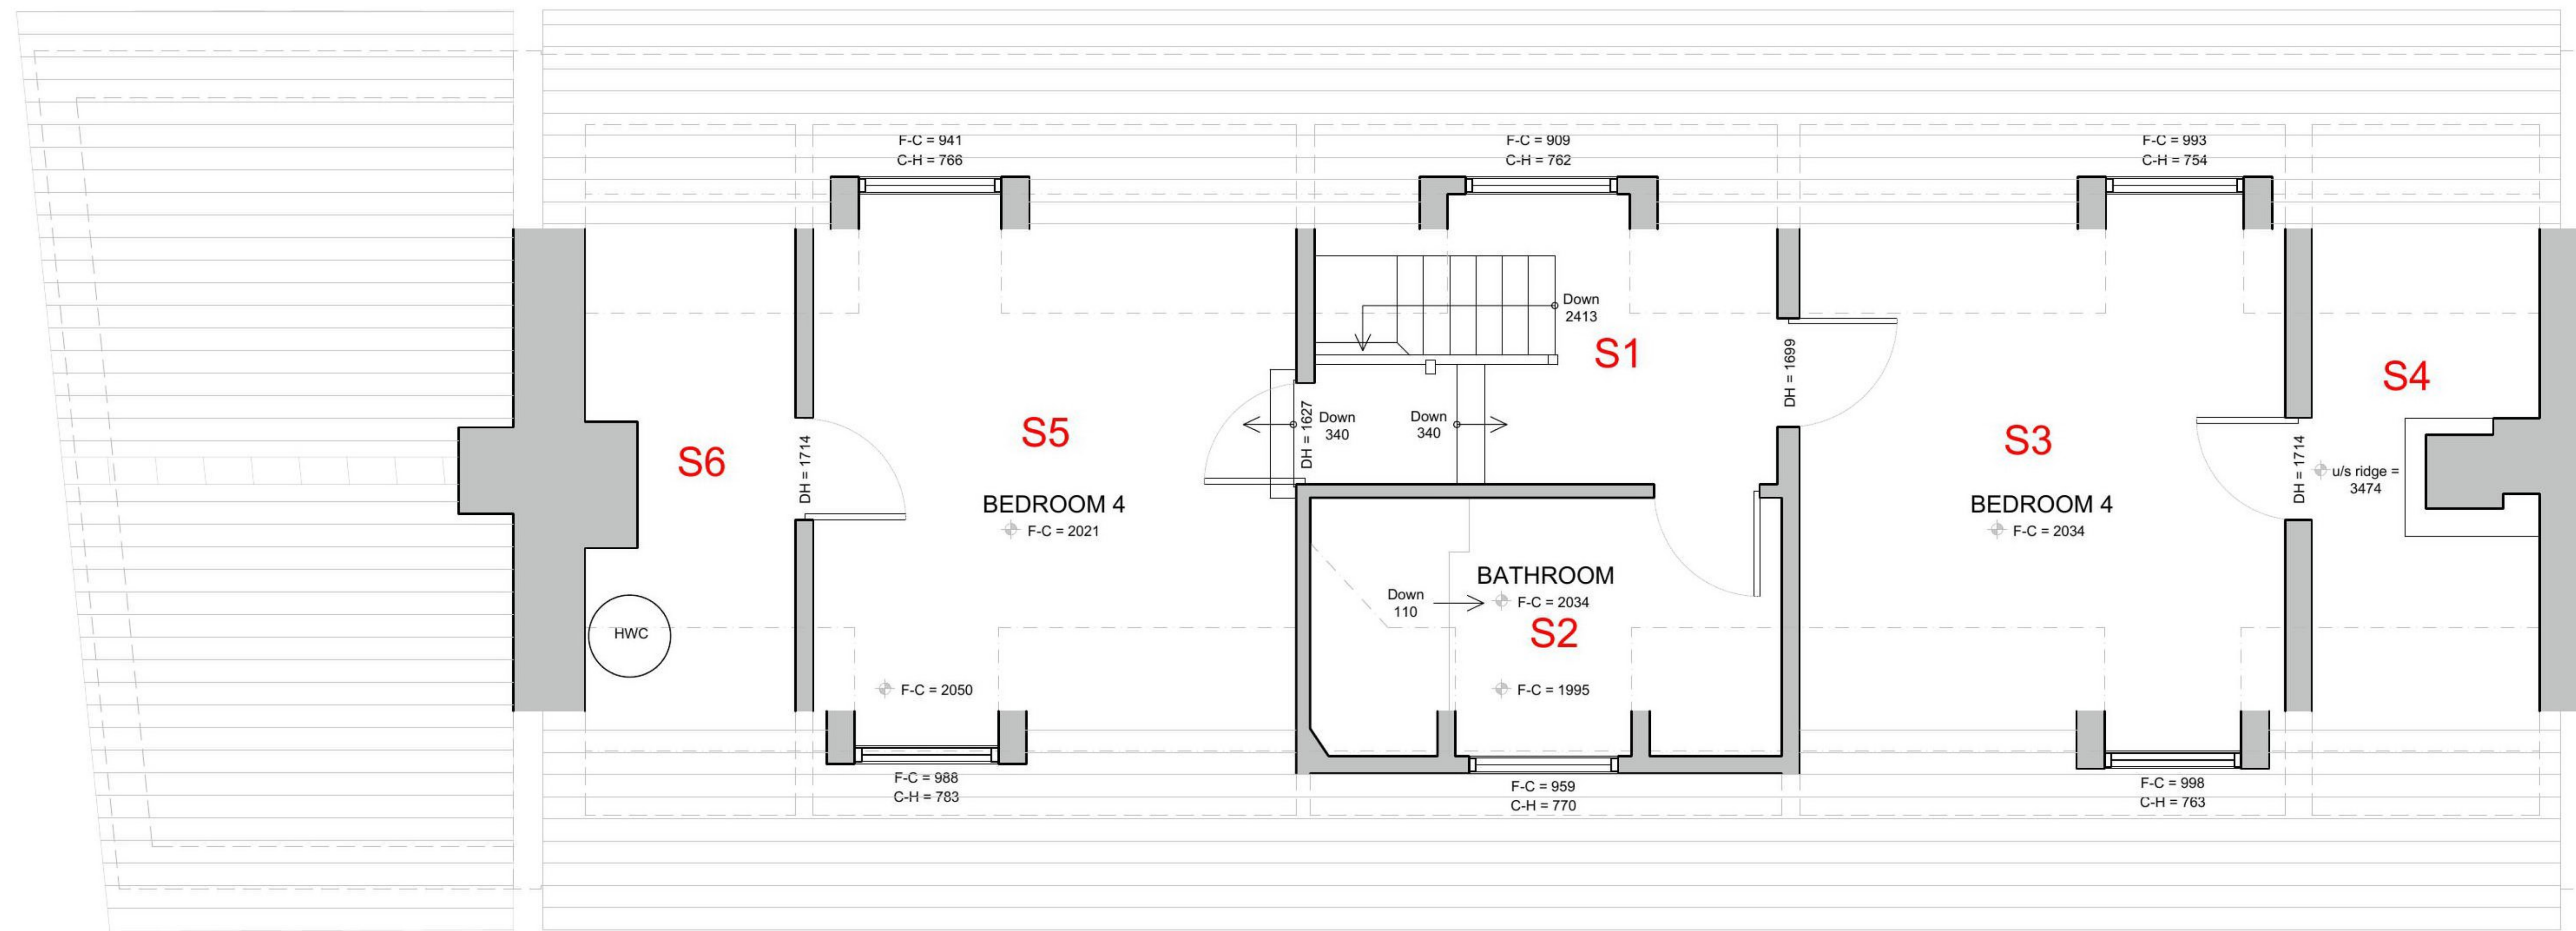 F-C = 941
C-H = 766
F-C = 909
C-H = 762
F-C = 993
C-H = 754
Down
2413
S1
DH = 1699
S4
DH = 1627
Down
340
Down
340
S5
S3
S6
DH = 1714
DH = 1714
u/s ridge =
3474
BEDROOM 4
F-C = 2021
BEDROOM 4
F-C = 2034
BATHROOM
F-C = 2034
Down
110
S2
HWC
F-C = 2050
F-C = 1995
F-C = 988
C-H = 783
F-C = 959
C-H = 770
F-C = 998
C-H = 763